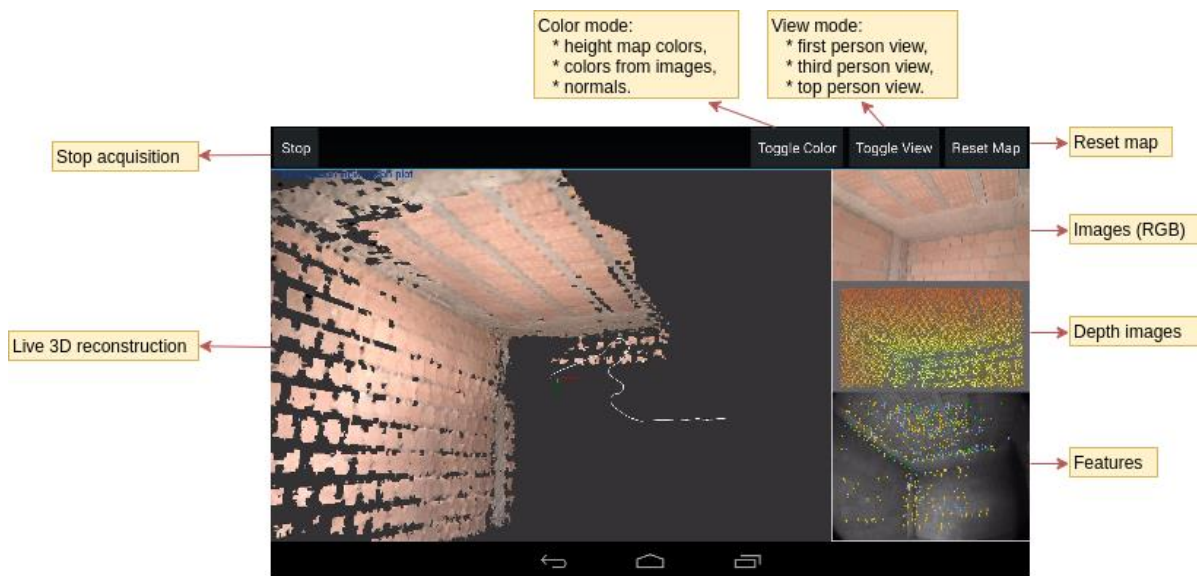 Color mode:
* height map colors,
* colors from images,
* normals.
View mode:
* first person view,
* third person view,
* top person view.
Stop acquisition
Stop
Toggle Color
Toggle View
Reset Map
Reset map
plot
Images (RGB)
Live 3D reconstruction
Depth images
Features